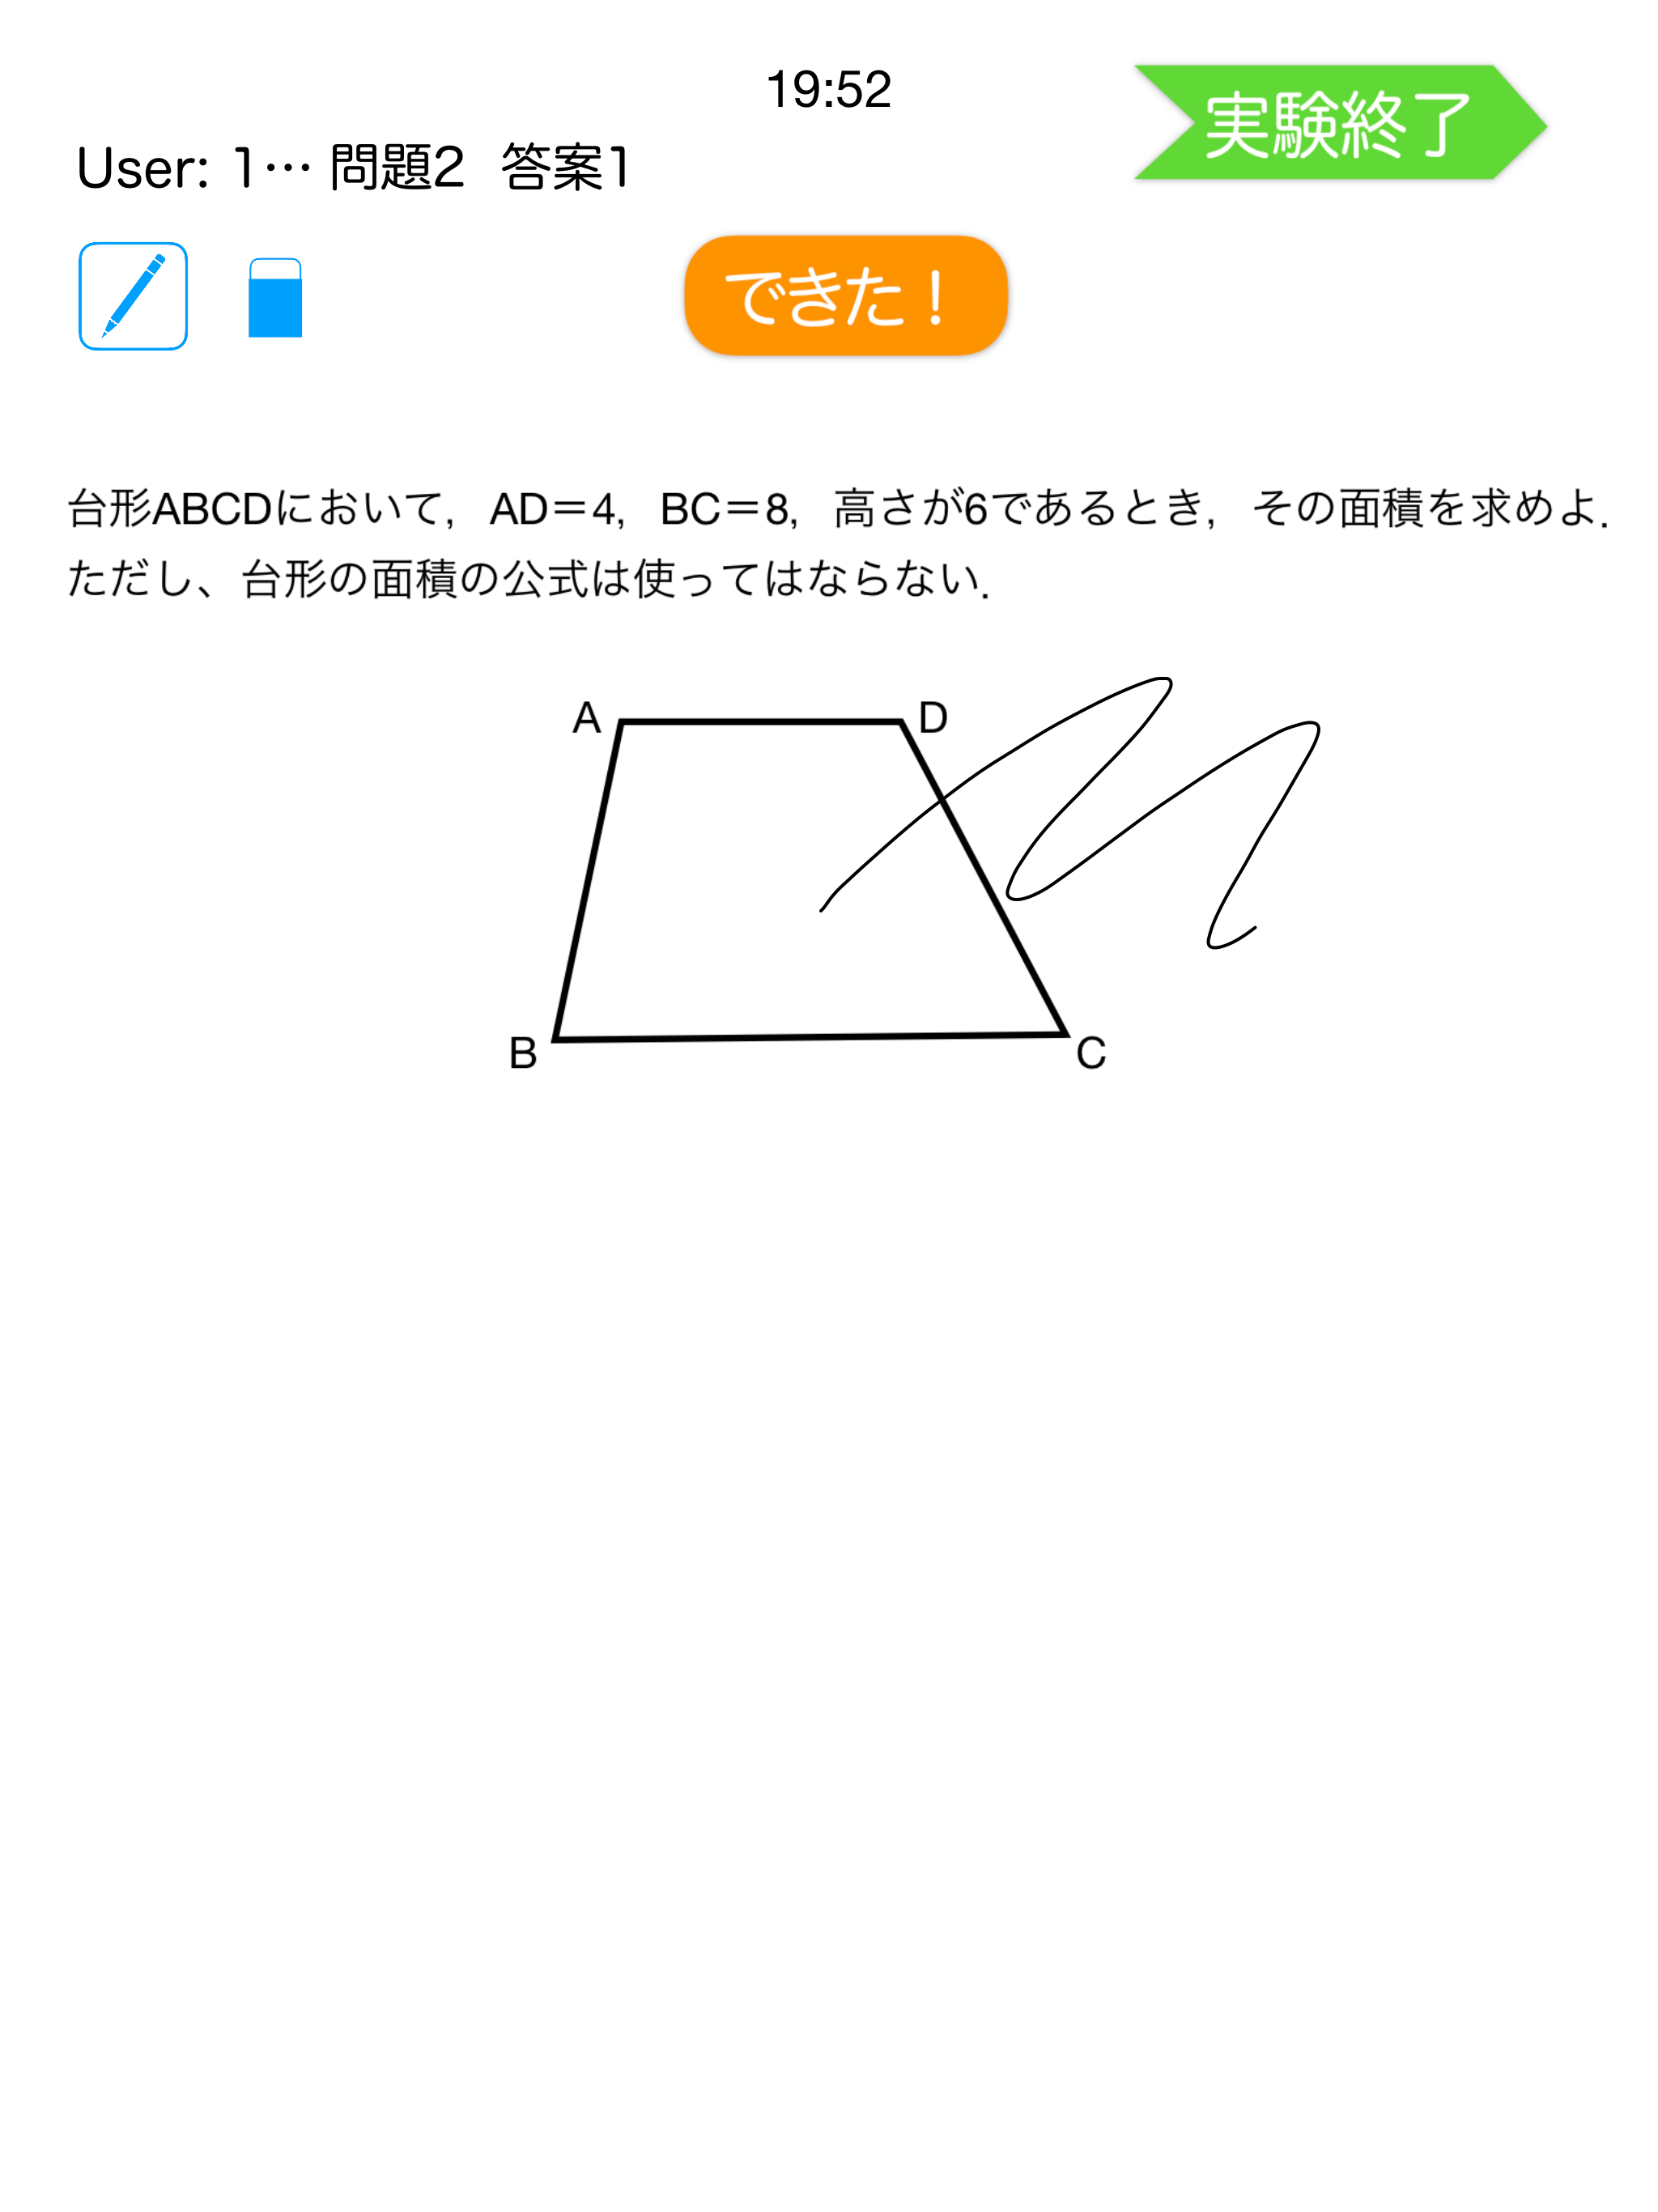 19:52
実験終了
User: 1… 問題2 答案1
できた！
台形ABCDにおいて，AD＝4，BC＝8，高さが6であるとき，その面積を求めよ．
ただし、台形の面積の公式は使ってはならない．
A
D
B
C